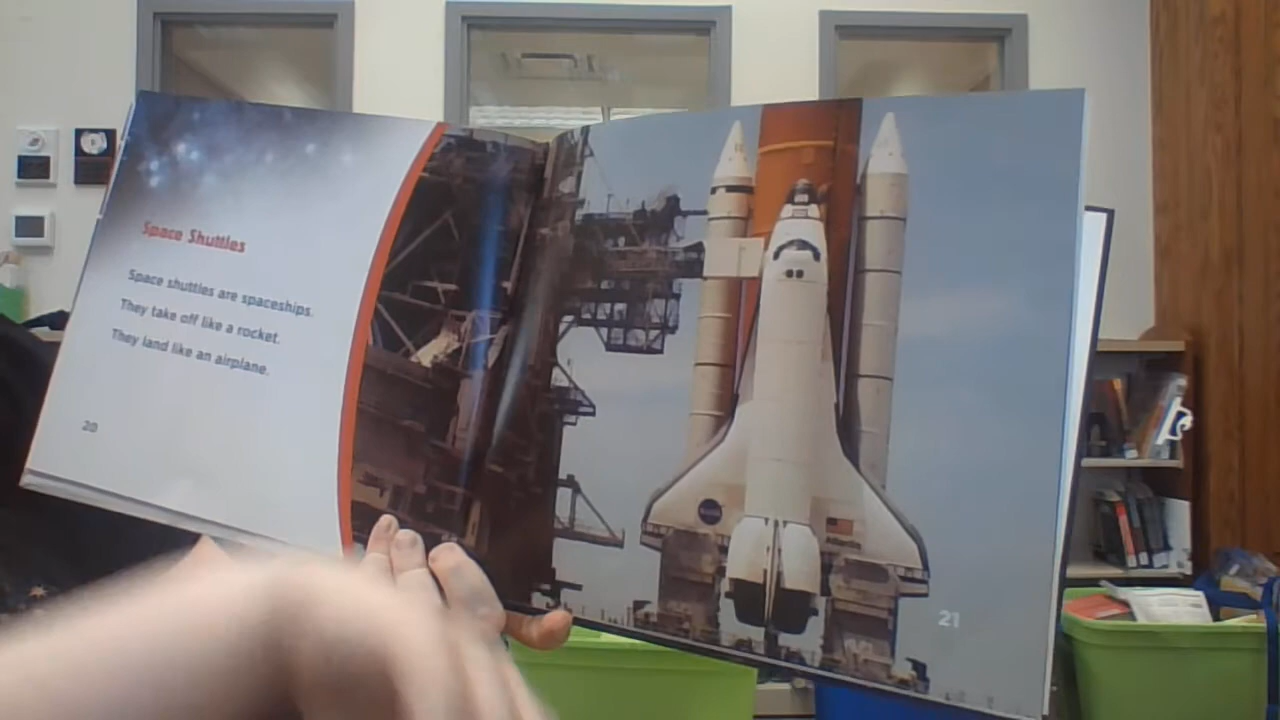 Space Shuttles
Space shuttles are spaceships.
They take off like a rocket.
They land like an airplane.
20
21